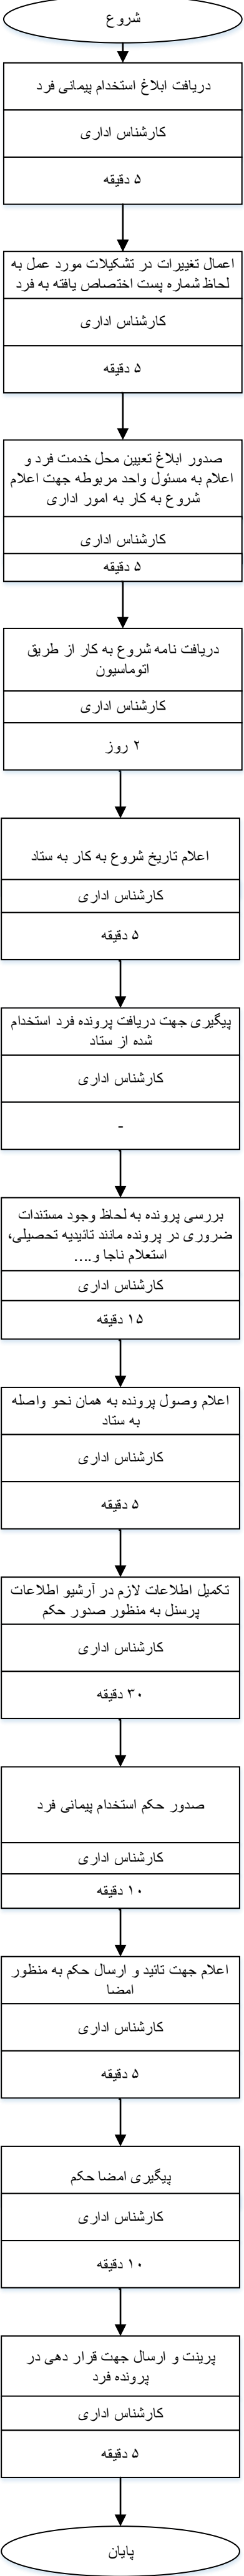 شروع
دریافت ابلاغ استخدام پیمانی فرد
کارشناس اداری
۵ دقیقه
اعمال تغییرات در تشکیلات مورد عمل به
لحاظ شماره پست اختصاص یافته به فرد
کارشناس اداری
۵ دقیقه
صدور ابلاغ تعیین محل خدمت فرد و
اعلام به مسئول واحد مربوطه جهت اعلام
شروع به کار به امور اداری
کارشناس اداری
۵ دقیقه
دریافت نامه شروع به کار از طریق
اتوماسیون
کارشناس اداری
۲ روز
اعلام تاریخ شروع به کار به ستاد
کارشناس اداری
۵ دقیقه
پیگیری جهت دریافت پرونده فرد استخدام
شده از ستاد
کارشناس اداری
-
بررسی پرونده به لحاظ وجود مستندات
ضروری در پرونده مانند تائیدیه تحصیلی،
استعلام ناجا و....
کارشناس اداری
۱۵ دقیقه
اعلام وصول پرونده به همان نحو واصله
به ستاد
کارشناس اداری
۵ دقیقه
تکمیل اطلاعات لازم در آرشیو اطلاعات
پرسنل به منظور صدور حکم
کارشناس اداری
۳۰ دقیقه
صدور حکم استخدام پیمانی فرد
کارشناس اداری
۱۰ دقیقه
اعلام جهت تائید و ارسال حکم به منظور
امضا
کارشناس اداری
۵ دقیقه
پیگیری امضا حکم
کارشناس اداری
۱۰ دقیقه
پرینت و ارسال جهت قرار دهی در
پرونده فرد
کارشناس اداری
۵ دقیقه
پایان